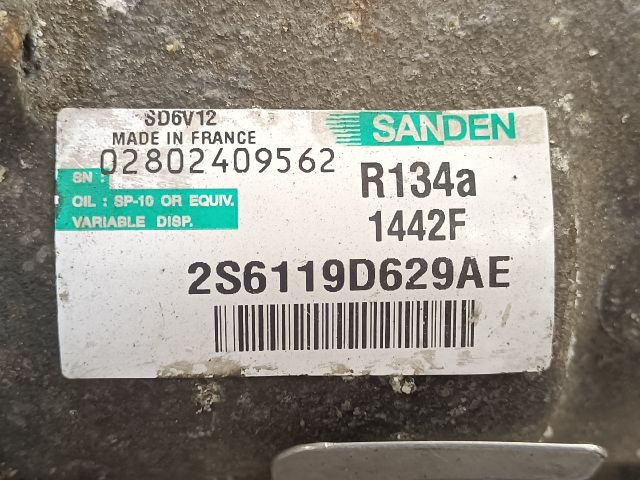 SD6V12
MADE IN FRANCE
SANDEN
SN : 02802409562
R134a
OIL : SP-10 OR EQUIV.
VARIABLE DISP.
1442F
2S6119D629AE